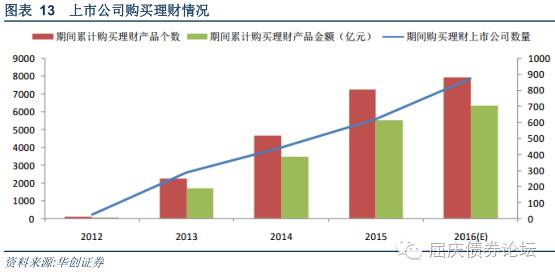 图表 13 上市公司购买理财情况
期间累计购买理财产品个数 期间累计购买理财产品金额（亿元） 期间购买理财上市公司数量
9000 1000
8000 900
7000 800
6000 700
5000 600
4000 500
3000 400
2000 300
1000 200
0 100
0
2012 2013 2014 2015 2016(E)
屈庆债券论坛
资料来源:华创证券